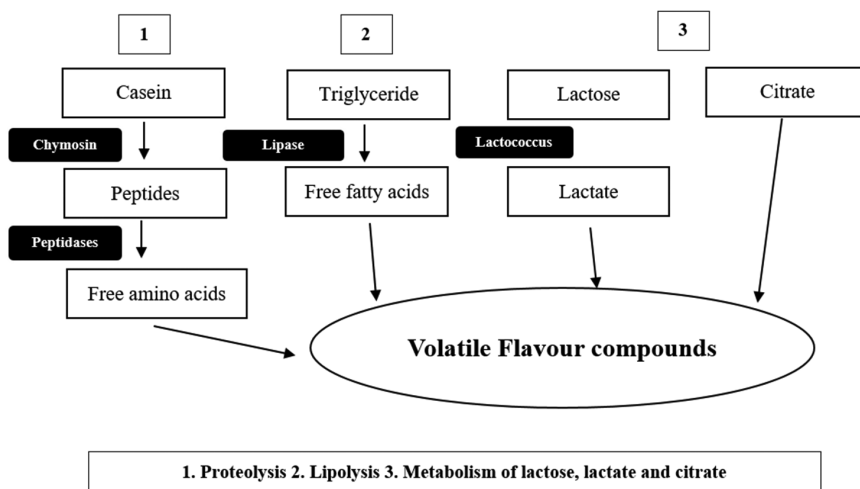 1
2
3
Casein
Triglyceride
Lactose
Citrate
Chymosin
Lipase
Lactococcus
Peptides
Free fatty acids
Lactate
Peptidases
Free amino acids
Volatile Flavour compounds
1. Proteolysis 2. Lipolysis 3. Metabolism of lactose, lactate and citrate